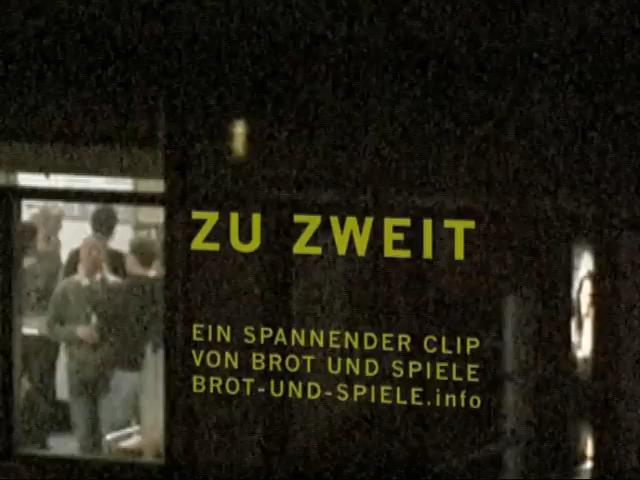 ZU ZWEIT
EIN SPANNENDER CLIP
VON BROT UND SPIELE
BROT-UND-SPIELE.info